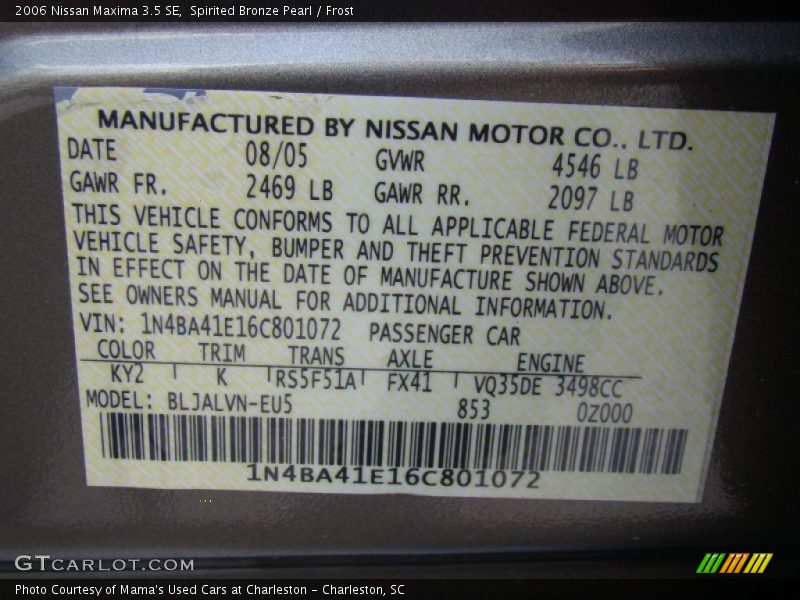 2006 Nissan Maxima 3.5 SE, Spirited Bronze Pearl / Frost
MANUFACTURED BY NISSAN MOTOR CO., LTD.
DATE 08/05 GVWR 4546 LB
GAWR FR. 2469 LB GAWR RR. 2097 LB
THIS VEHICLE CONFORMS TO ALL APPLICABLE FEDERAL MOTOR
VEHICLE SAFETY, BUMPER AND THEFT PREVENTION STANDARDS
IN EFFECT ON THE DATE OF MANUFACTURE SHOWN ABOVE.
SEE OWNERS MANUAL FOR ADDITIONAL INFORMATION.
VIN: 1N4BA41E16C801072 PASSENGER CAR
COLOR TRIM TRANS AXLE ENGINE
KY2 K RS5F51A FX41 VQ35DE 3498CC
MODEL: BLJALVN-EU5 853 0Z000
1N4BA41E16C801072
GTCARLOT.COM
Photo Courtesy of Mama's Used Cars at Charleston - Charleston, SC